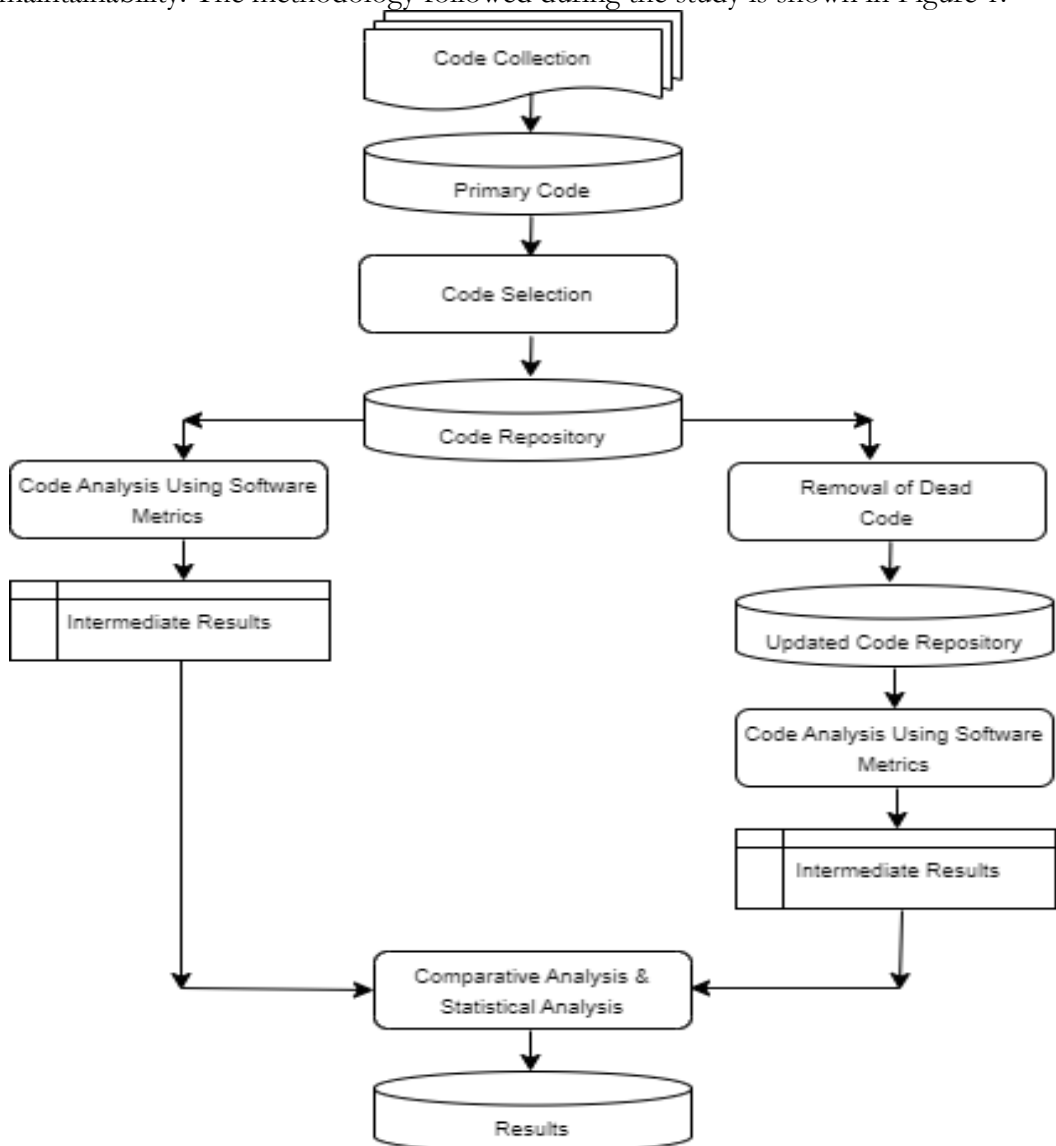 maintainability. The methodology followed during the study is shown in Figure 1.
Code Collection
Primary Code
Code Selection
Code Repository
Code Analysis Using Software
Metrics
Intermediate Results
Removal of Dead
Code
Updated Code Repository
Code Analysis Using Software
Metrics
Intermediate Results
Comparative Analysis &
Statistical Analysis
Results